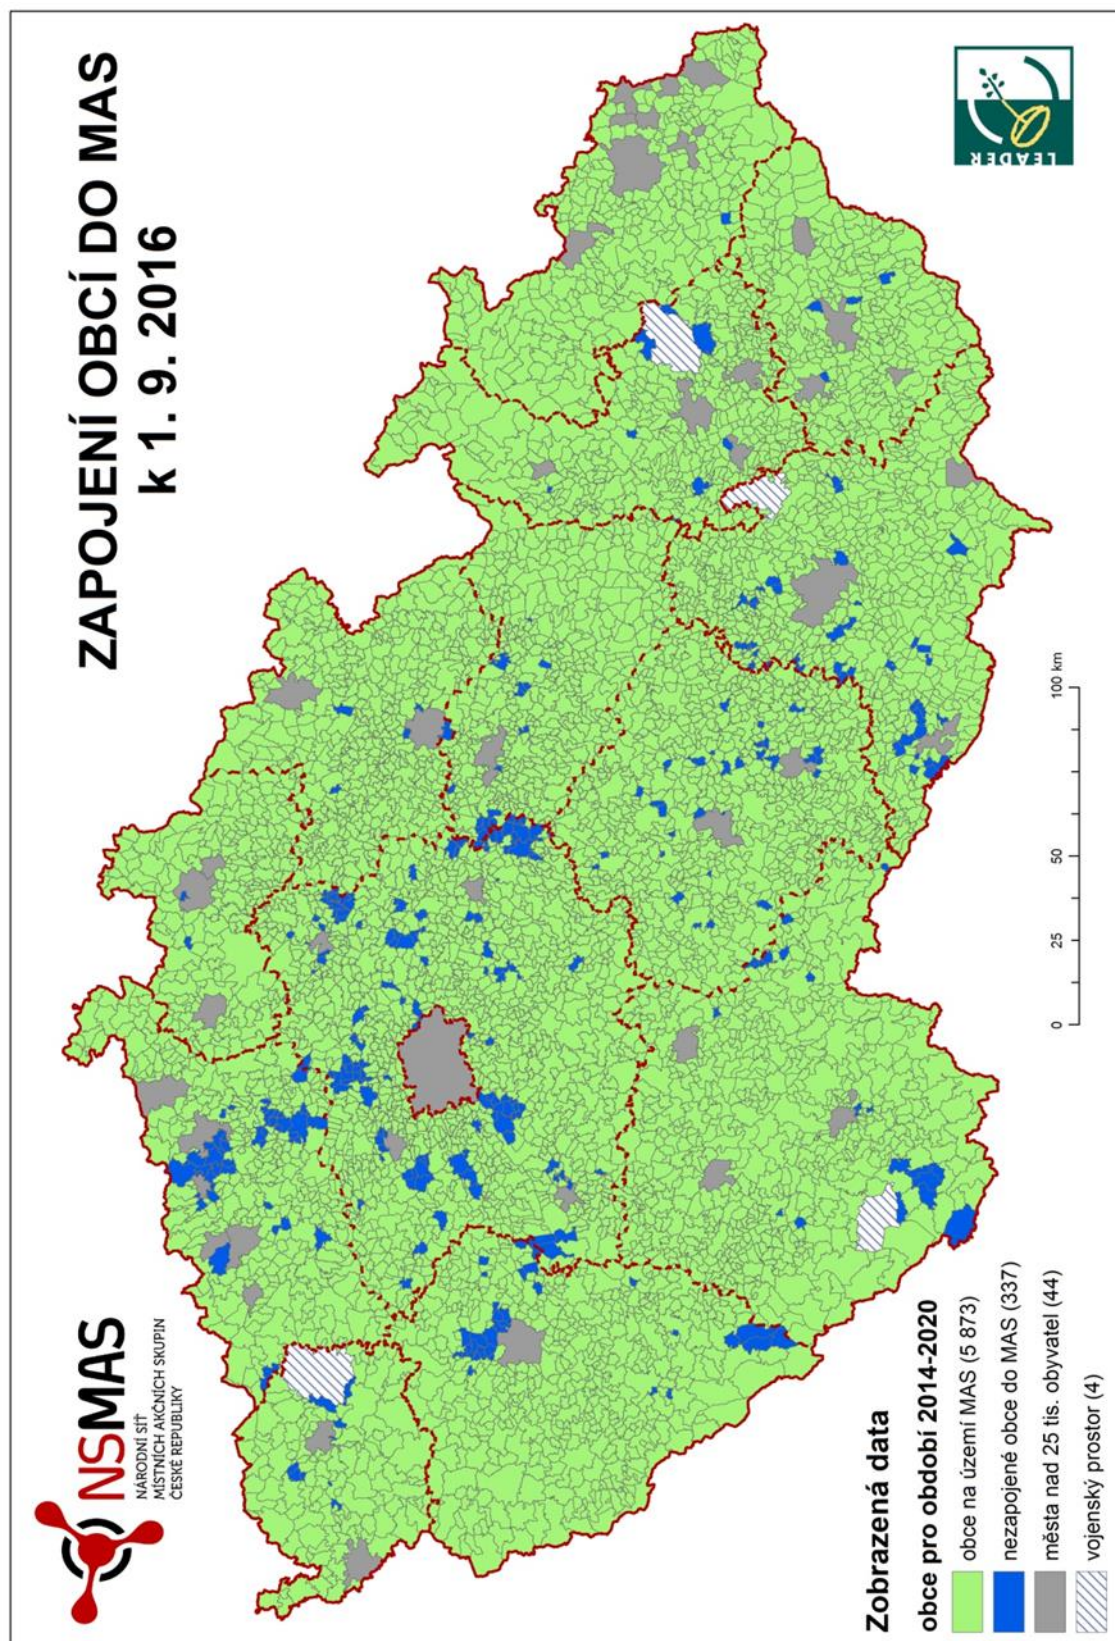 ZAPOJENÍ OBCÍ DO MAS
k 1. 9. 2016
NSMAS
NÁRODNÍ SÍŤ
MÍSTNÍCH AKČNÍCH SKUPIN
ČESKÉ REPUBLIKY
LEADER
Zobrazená data
obce pro období 2014-2020
obce na území MAS (5 873)
nezapojené obce do MAS (337)
města nad 25 tis. obyvatel (44)
vojenský prostor (4)
0 25 50 100 km